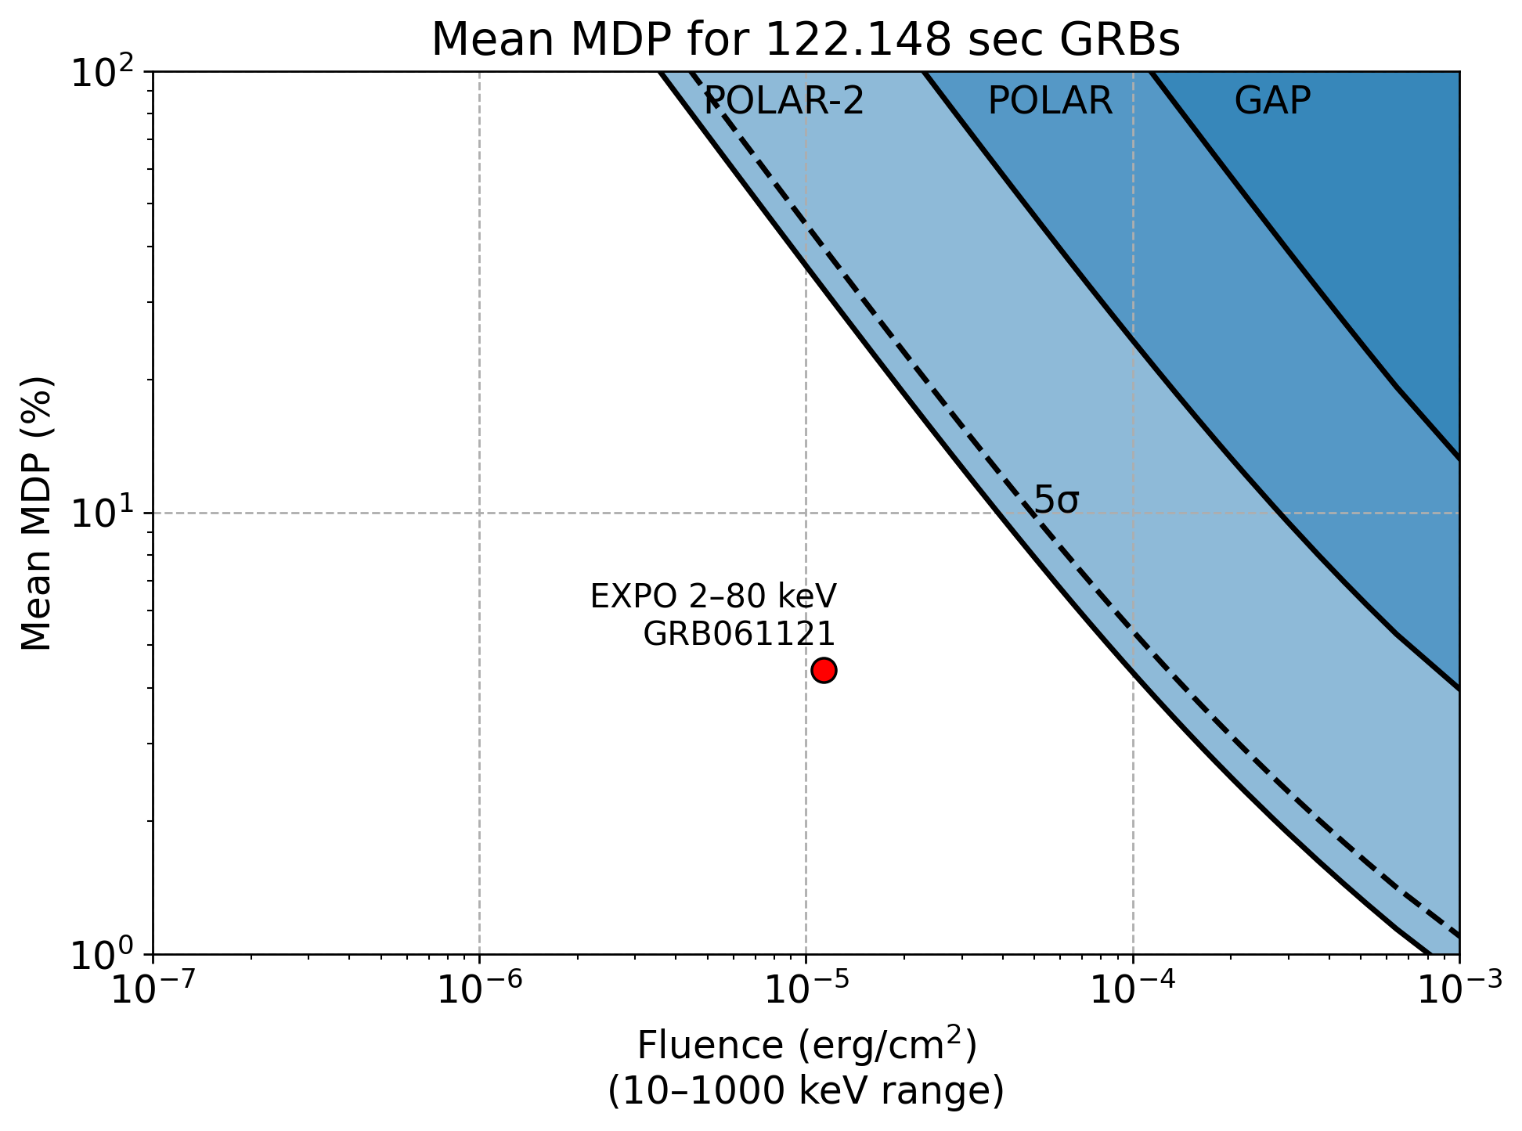 Mean MDP for 122.148 sec GRBs
10²
POLAR-2 POLAR GAP
Mean MDP (%)
5σ
10¹
EXPO 2–80 keV
GRB061121
10⁰
10⁻⁷ 10⁻⁶ 10⁻⁵ 10⁻⁴ 10⁻³
Fluence (erg/cm²)
(10–1000 keV range)